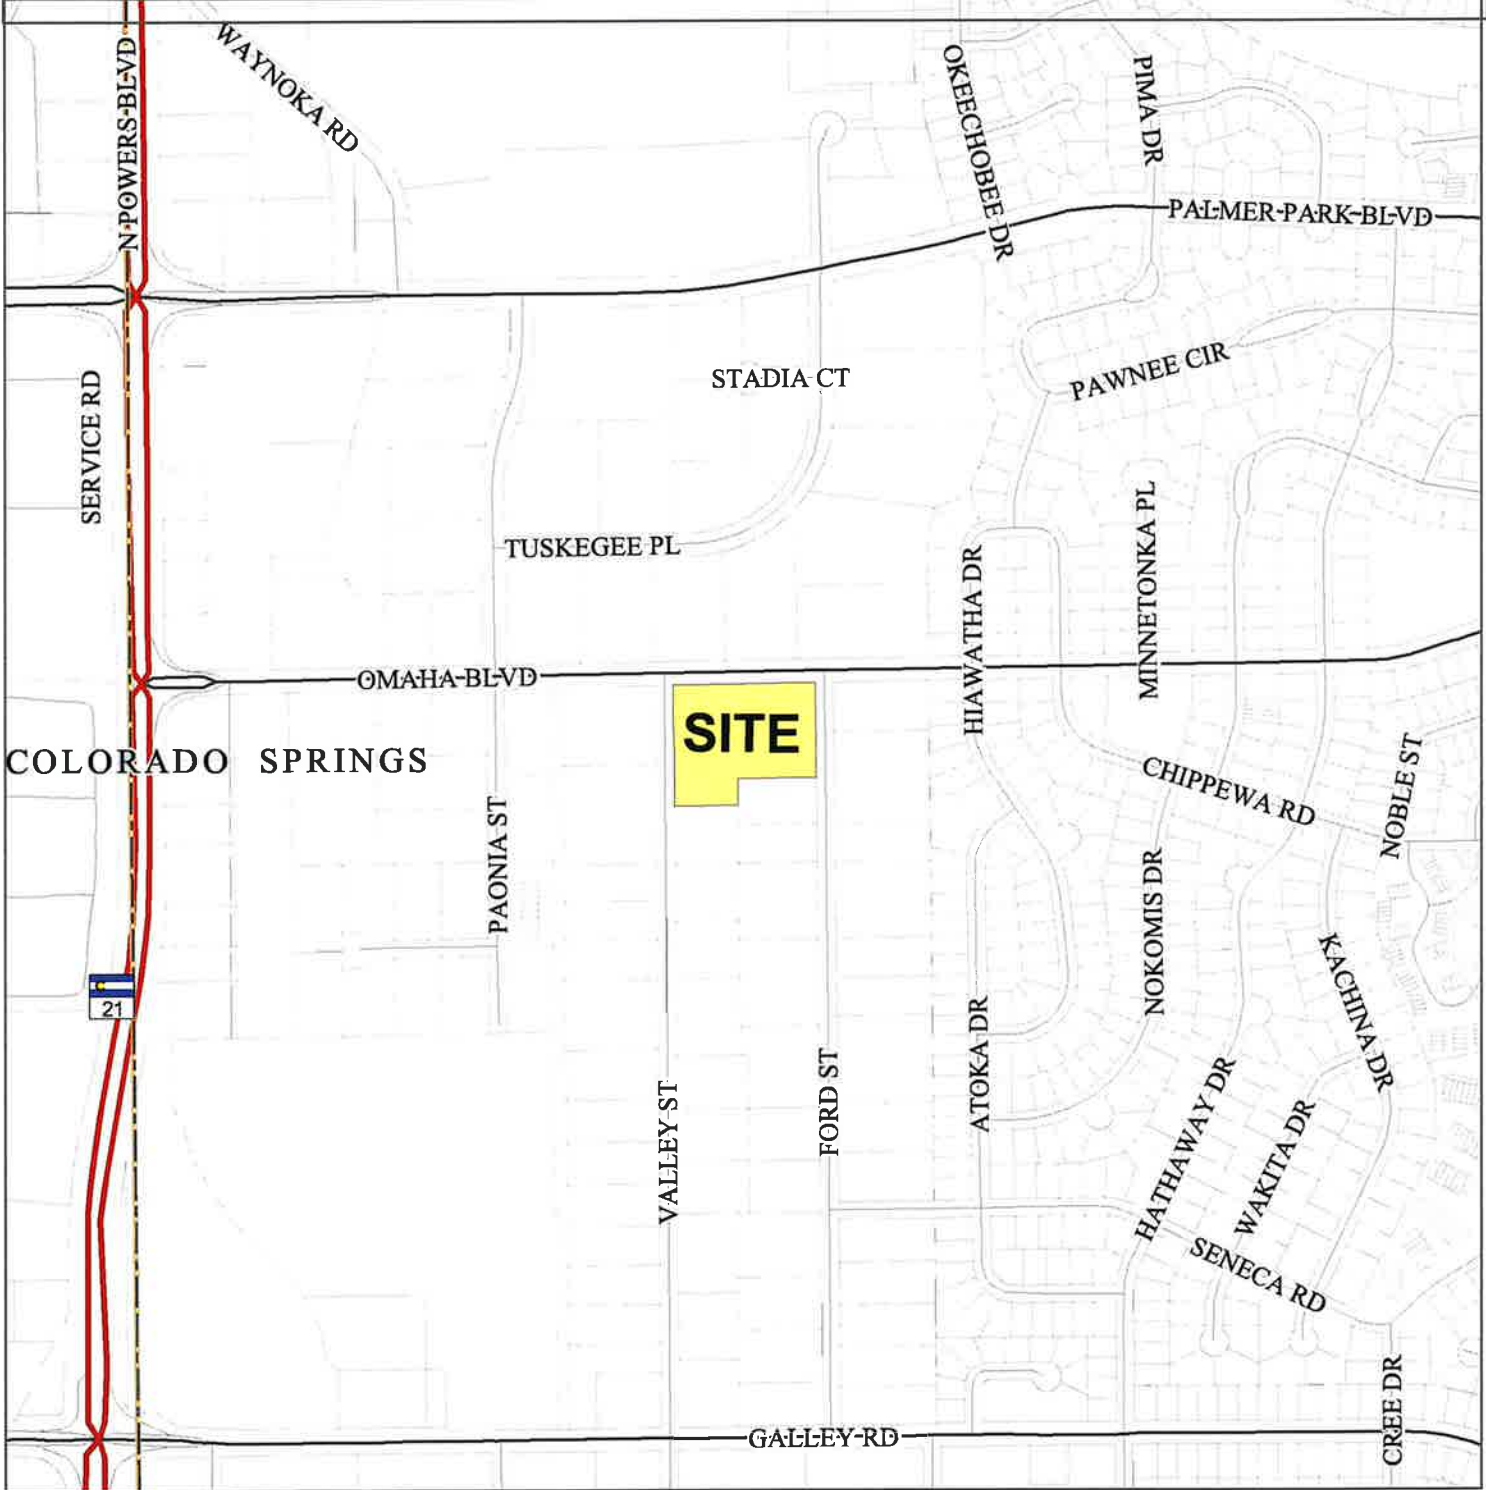 WAYNOKA RD
N POWERS BLVD
OKEECHOBEE DR
PIMA DR
PALMER PARK BLVD
SERVICE RD
STADIA CT
PAWNEE CIR
TUSKEGEE PL
MINNETONKA PL
HIAWATHA DR
OMAHA BLVD
SITE
COLORADO SPRINGS
CHIPPEWA RD
NOBLE ST
PAONIA ST
NOKOMIS DR
KACHINA DR
21
ATOKA DR
FORD ST
VALLEY ST
HATHAWAY DR
WAKITA DR
SENECA RD
CREE DR
GALLEY RD